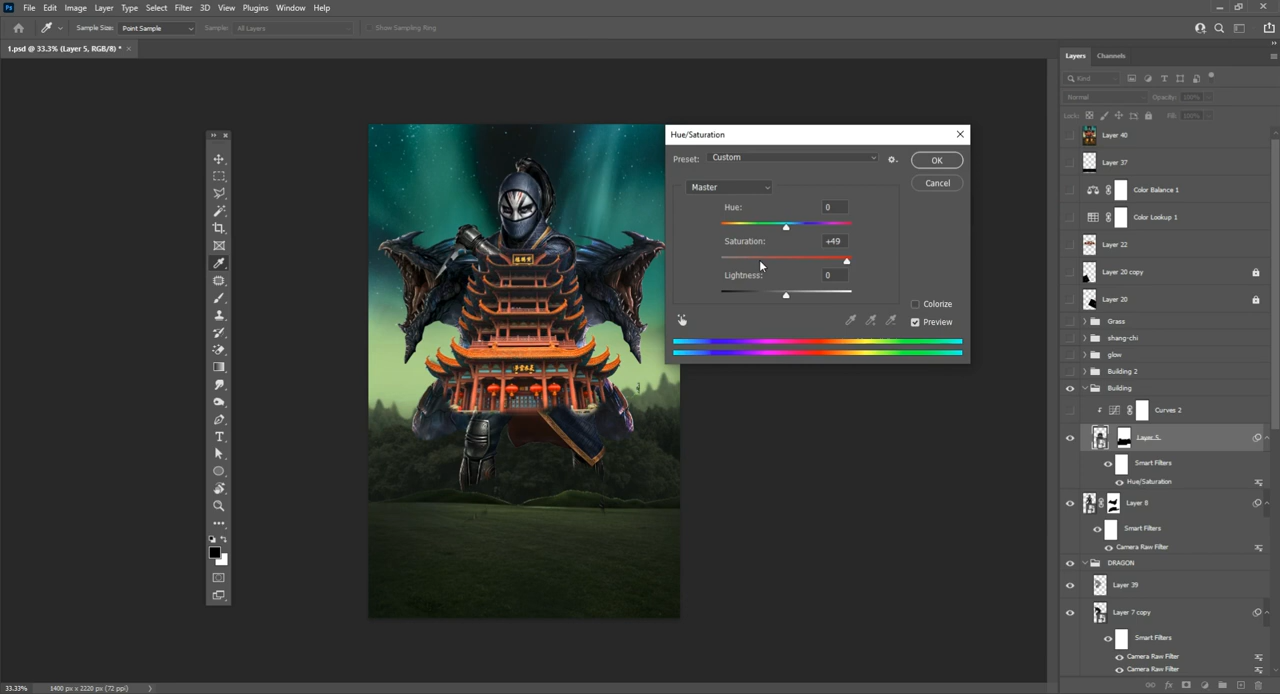 Ps File Edit Image Layer Type Select Filter 3D View Plugins Window Help
Sample Size: Point Sample Sample: All Layers Show Sampling Ring
1.psd @ 33.3% (Layer 5, RGB/8) * ×
Layers Channels
Kind
Normal Opacity: 100%
Lock: Fill: 100%
Layer 40
Layer 37
Color Balance 1
Color Lookup 1
Layer 22
Layer 20 copy
Layer 20
Grass
shang-chi
glow
Building 2
Building
Curves 2
Layer 5
Smart Filters
Hue/Saturation
Layer 8
Smart Filters
Camera Raw Filter
DRAGON
Layer 39
Layer 7 copy
Smart Filters
Camera Raw Filter
Camera Raw Filter
Hue/Saturation
Preset: Custom
OK
Cancel
Master
Hue: 0
Saturation: +49
Lightness: 0
Colorize
Preview
33.33% 1400 px x 2220 px (72 ppi)